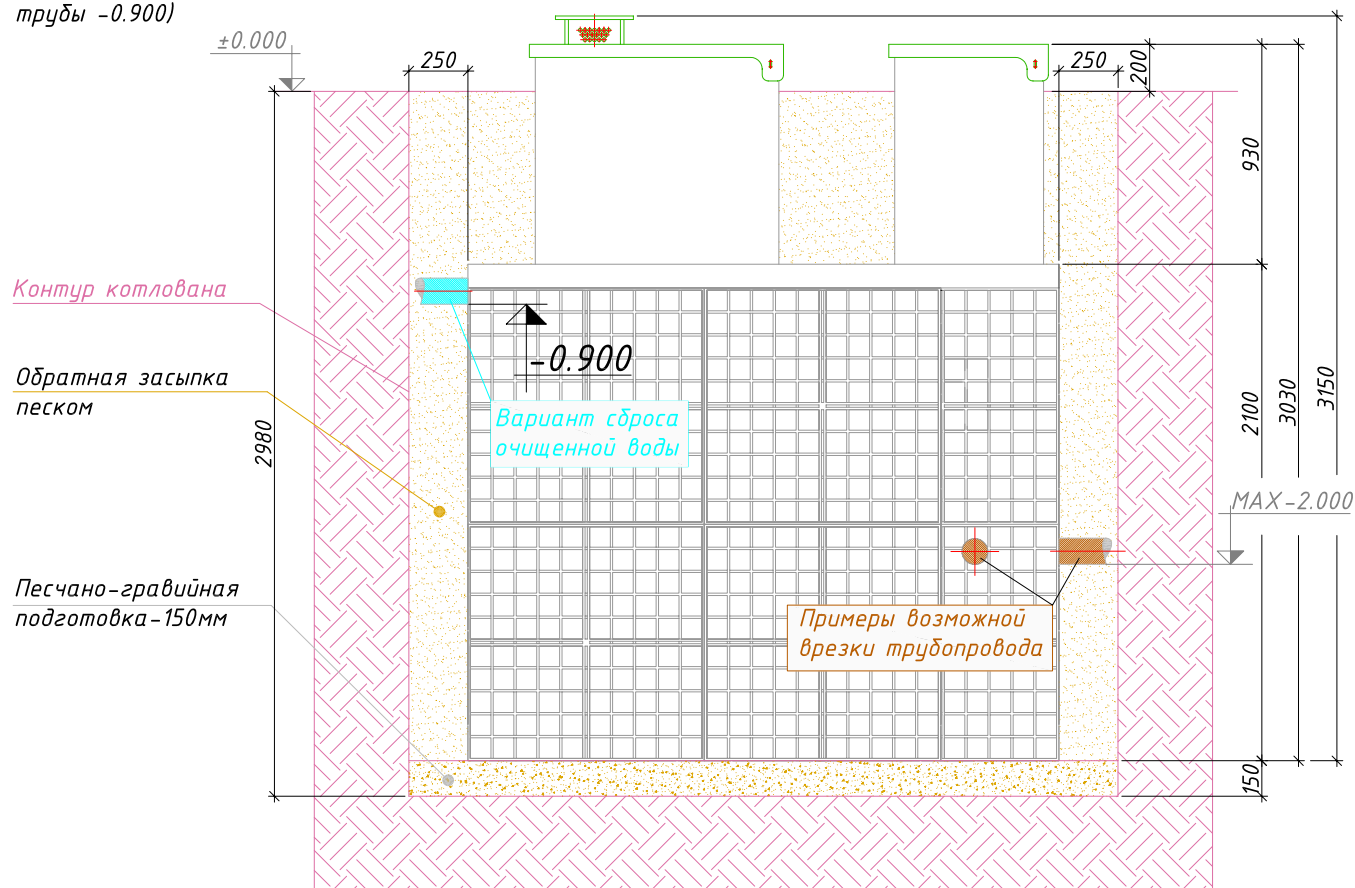 трубы -0.900)
±0.000
250
250
200
930
Контур котлована
-0.900
Обратная засыпка
песком
Вариант сброса
очищенной воды
2980
2100
3030
3150
MAX-2.000
Песчано-гравийная
подготовка-150мм
Примеры возможной
врезки трубопровода
150